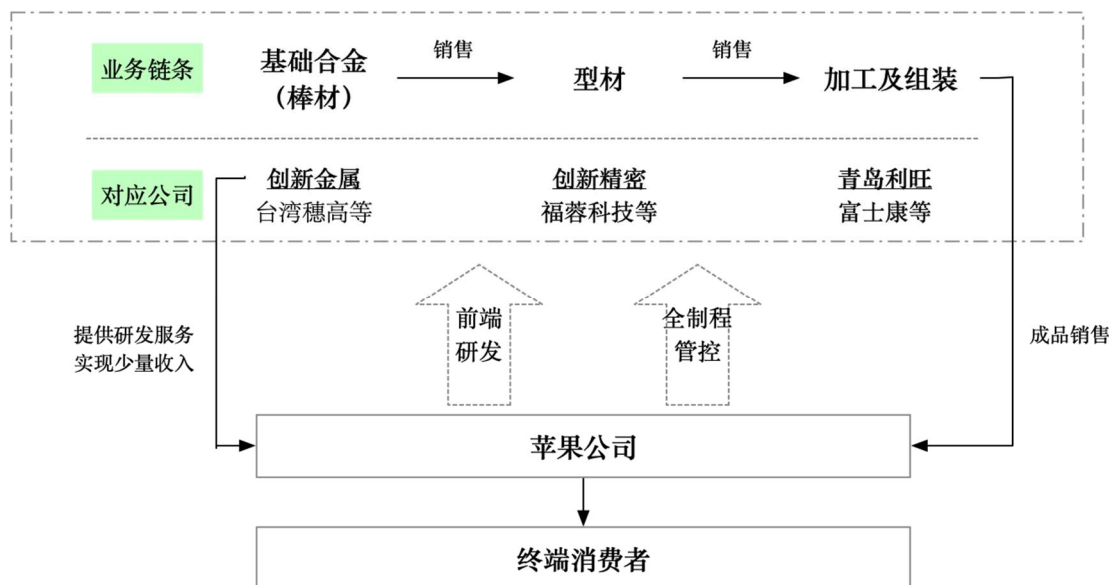 业务链条
基础合金
（棒材）
销售
型材
销售
加工及组装
对应公司
创新金属
台湾穗高等
创新精密
福蓉科技等
青岛利旺
富士康等
提供研发服务
实现少量收入
前端
研发
全制程
管控
成品销售
苹果公司
终端消费者